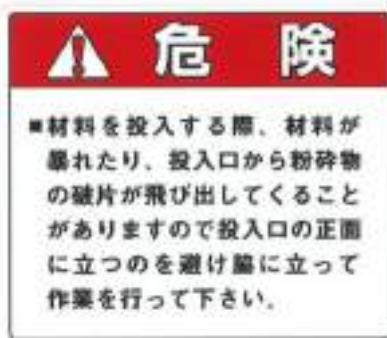 危険
■材料を投入する際、材料が
暴れたり、投入口から粉砕物
の破片が飛び出してくること
がありますので投入口の正面
に立つのを避け脇に立って
作業を行って下さい.